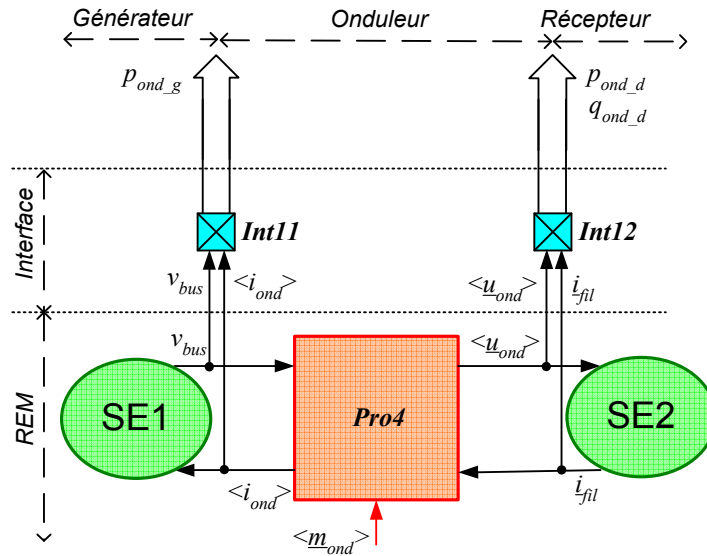 Générateur Onduleur Récepteur
p_ond_g p_ond_d
q_ond_d
Interface
Int11 Int12
v_bus <i_ond> <u_ond> i_fil
REM
v_bus <u_ond>
SE1 Pro4 SE2
<i_ond> i_fil
<m_ond>